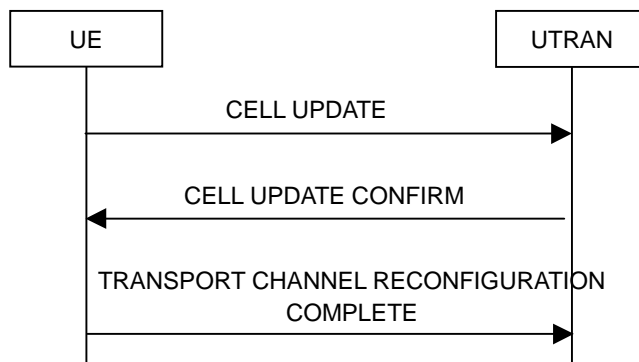 UE
UTRAN
CELL UPDATE
CELL UPDATE CONFIRM
TRANSPORT CHANNEL RECONFIGURATION
COMPLETE